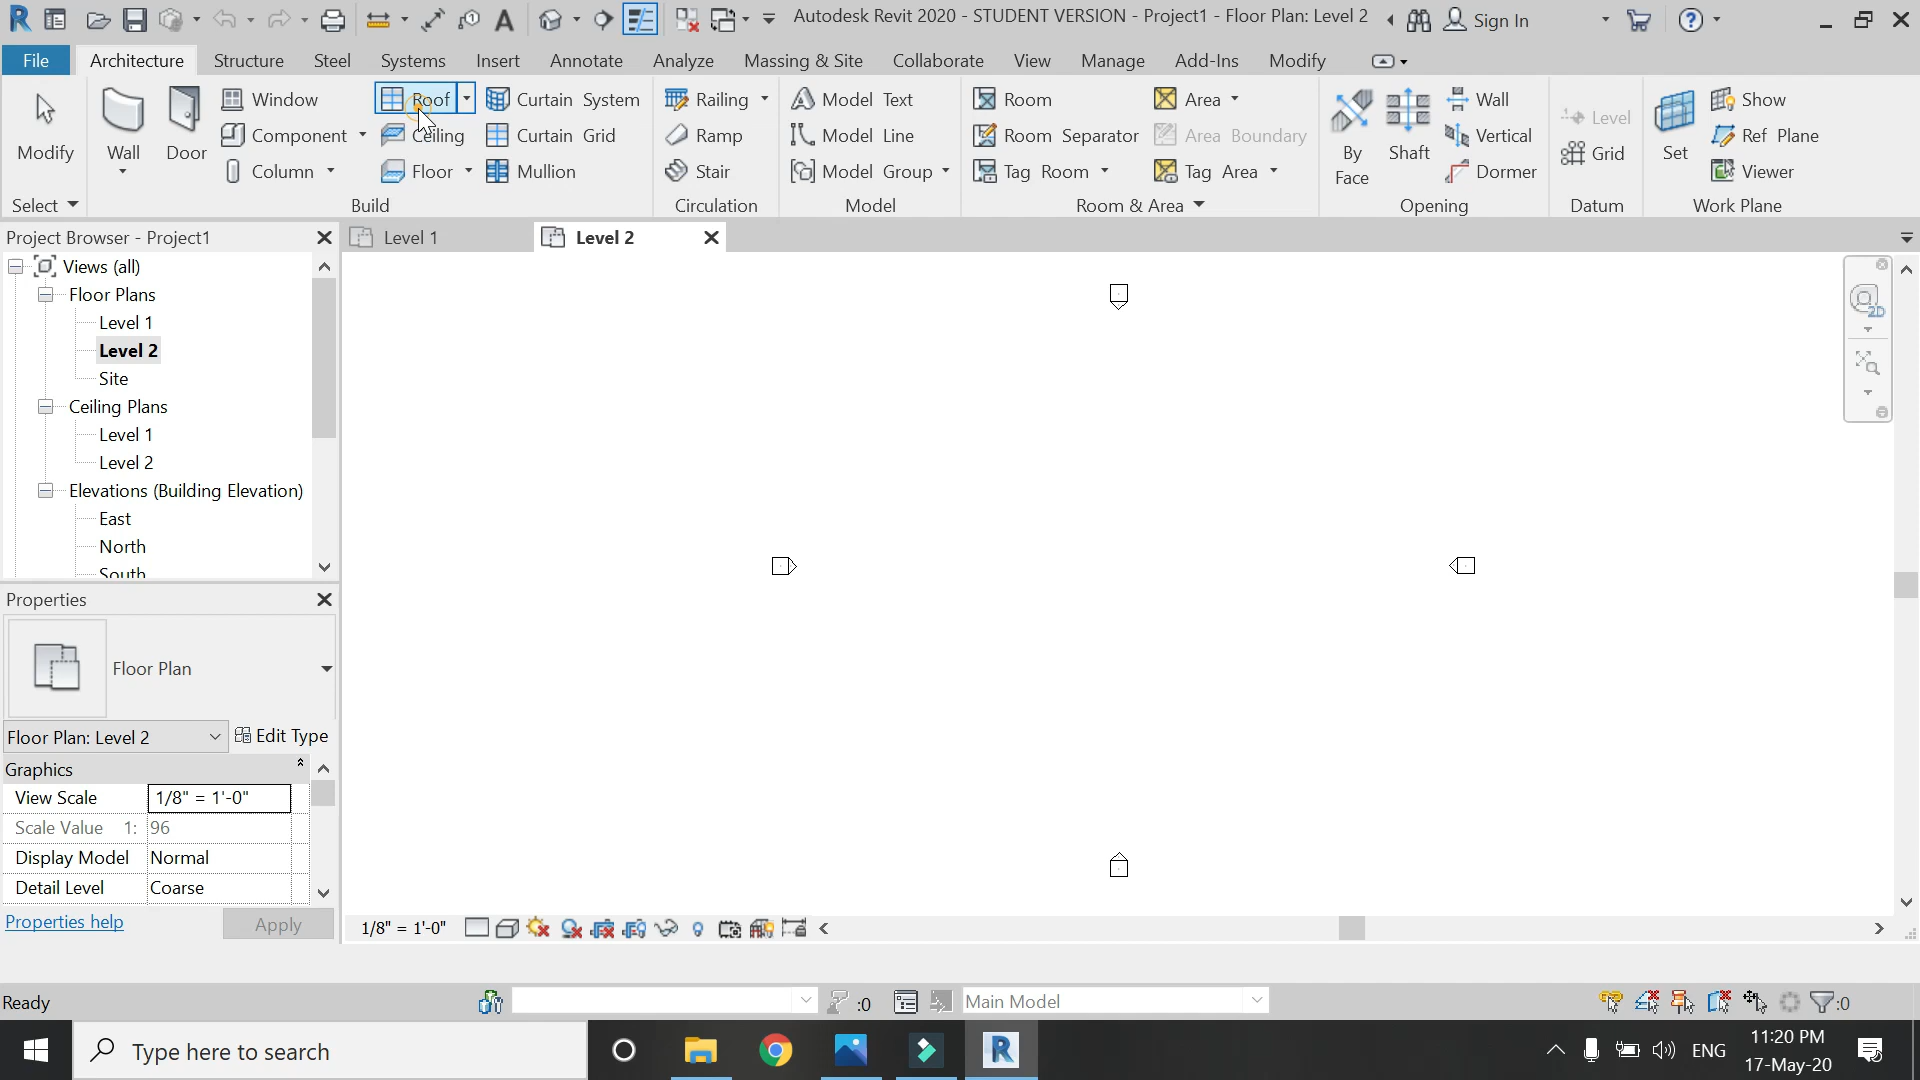 Autodesk Revit 2020 - STUDENT VERSION - Project1 - Floor Plan: Level 2
Sign In
File
Architecture
Structure
Steel
Systems
Insert
Annotate
Analyze
Massing & Site
Collaborate
View
Manage
Add-Ins
Modify
Modify
Wall
Door
Window
Component
Column
Roof
Ceiling
Floor
Curtain System
Curtain Grid
Mullion
Railing
Ramp
Stair
Model Text
Model Line
Model Group
Room
Room Separator
Tag Room
Area
Area Boundary
Tag Area
By
Face
Shaft
Wall
Vertical
Dormer
Level
Grid
Set
Show
Ref Plane
Viewer
Select
Build
Circulation
Model
Room & Area
Opening
Datum
Work Plane
Project Browser - Project1
Level 1
Level 2
Views (all)
Floor Plans
Level 1
Level 2
Site
Ceiling Plans
Level 1
Level 2
Elevations (Building Elevation)
East
North
South
2D
Properties
Floor Plan
Floor Plan: Level 2
Edit Type
Graphics
View Scale 1/8" = 1'-0"
Scale Value 1: 96
Display Model Normal
Detail Level Coarse
Properties help
Apply
1/8" = 1'-0"
Ready
:0
Main Model
:0
Type here to search
ENG
11:20 PM
17-May-20